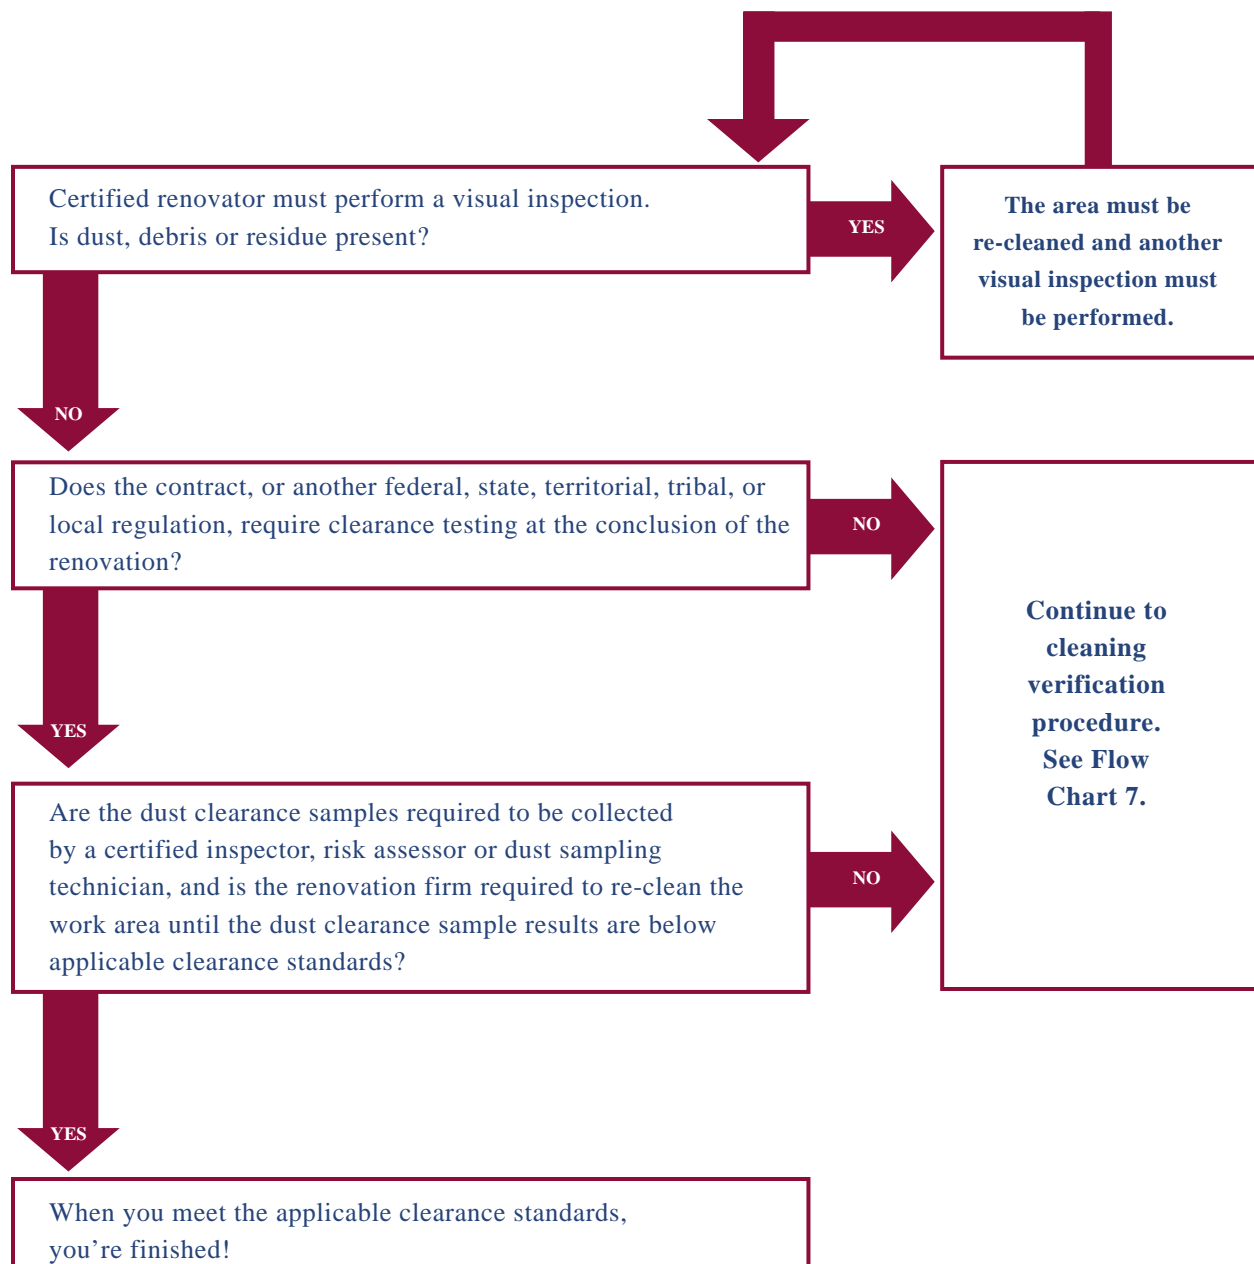 Certified renovator must perform a visual inspection.
Is dust, debris or residue present?
YES
The area must be
re-cleaned and another
visual inspection must
be performed.
NO
Does the contract, or another federal, state, territorial, tribal, or
local regulation, require clearance testing at the conclusion of the
renovation?
NO
Continue to
cleaning
verification
procedure.
See Flow
Chart 7.
YES
Are the dust clearance samples required to be collected
by a certified inspector, risk assessor or dust sampling
technician, and is the renovation firm required to re-clean the
work area until the dust clearance sample results are below
applicable clearance standards?
NO
YES
When you meet the applicable clearance standards,
you’re finished!